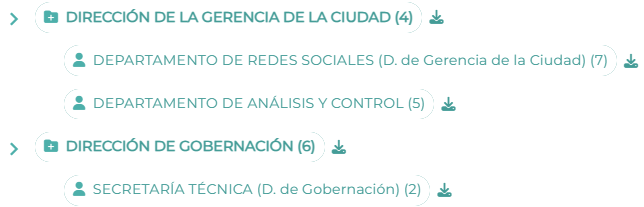 DIRECCIÓN DE LA GERENCIA DE LA CIUDAD (4)
DEPARTAMENTO DE REDES SOCIALES (D. de Gerencia de la Ciudad) (7)
DEPARTAMENTO DE ANÁLISIS Y CONTROL (5)
DIRECCIÓN DE GOBERNACIÓN (6)
SECRETARÍA TÉCNICA (D. de Gobernación) (2)